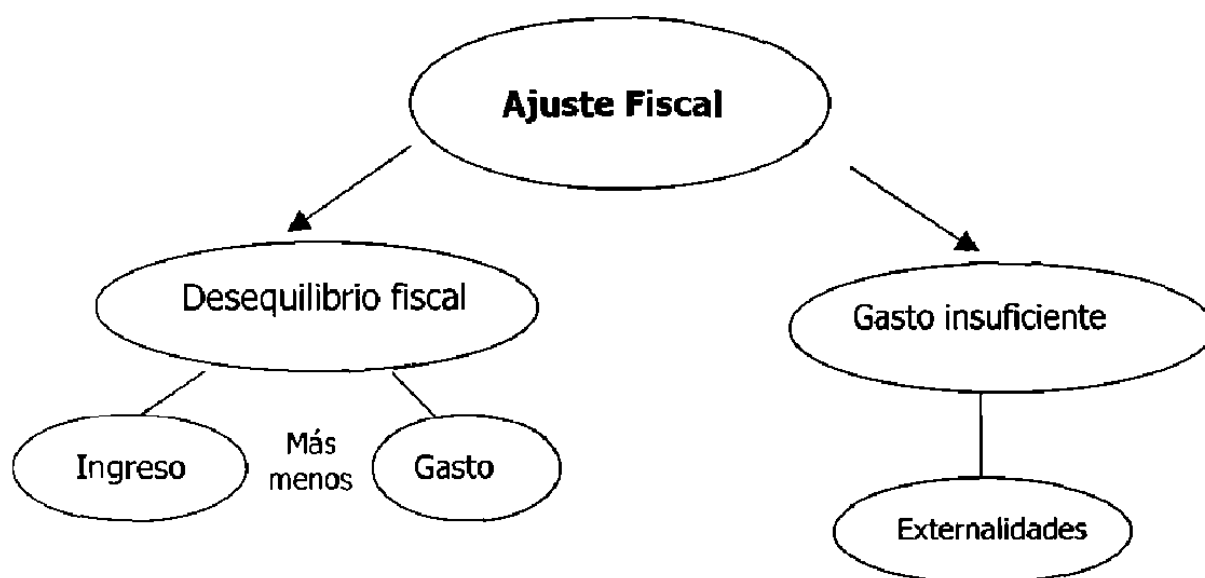 Ajuste Fiscal
Desequilibrio fiscal
Gasto insuficiente
Ingreso
Más
menos
Gasto
Externalidades